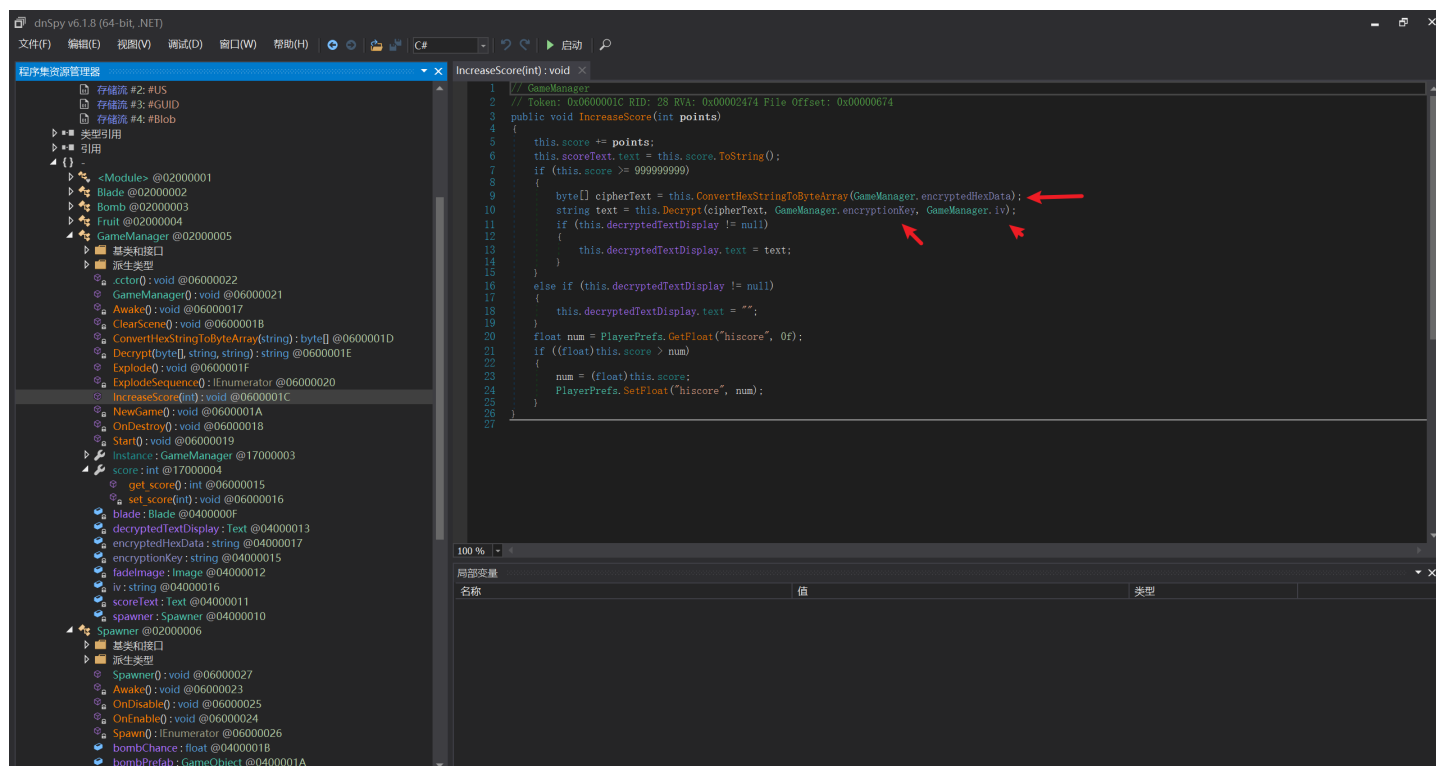 dnSpy v6.1.8 (64-bit, .NET)
文件(F) 编辑(E) 视图(V) 调试(D) 窗口(W) 帮助(H) C# 启动
程序集资源管理器
存储流 #2: #US
存储流 #3: #GUID
存储流 #4: #Blob
类型引用
引用
{} -
<Module> @02000001
Blade @02000002
Bomb @02000003
Fruit @02000004
GameManager @02000005
基类和接口
派生类型
.cctor() : void @06000022
GameManager() : void @06000021
Awake() : void @06000017
ClearScene() : void @0600001B
ConvertHexStringToByteArray(string) : byte[] @0600001D
Decrypt(byte[], string, string) : string @0600001E
Explode() : void @0600001F
ExplodeSequence() : IEnumerator @06000020
IncreaseScore(int) : void @0600001C
NewGame() : void @0600001A
OnDestroy() : void @06000018
Start() : void @06000019
Instance : GameManager @17000003
score : int @17000004
get_score() : int @06000015
set_score(int) : void @06000016
blade : Blade @0400000F
decryptedTextDisplay : Text @04000013
encryptedHexData : string @04000017
encryptionKey : string @04000015
fadeImage : Image @04000012
iv : string @04000016
scoreText : Text @04000011
spawner : Spawner @04000010
Spawner @02000006
基类和接口
派生类型
Spawner() : void @06000027
Awake() : void @06000023
OnDisable() : void @06000025
OnEnable() : void @06000024
Spawn() : IEnumerator @06000026
bombChance : float @0400001B
bombPrefab : GameObject @0400001A
IncreaseScore(int) : void
1 // GameManager
2 // Token: 0x0600001C RID: 28 RVA: 0x00002474 File Offset: 0x00000674
3 public void IncreaseScore(int points)
4 {
5 this.score += points;
6 this.scoreText.text = this.score.ToString();
7 if (this.score >= 999999999)
8 {
9 byte[] cipherText = this.ConvertHexStringToByteArray(GameManager.encryptedHexData);
10 string text = this.Decrypt(cipherText, GameManager.encryptionKey, GameManager.iv);
11 if (this.decryptedTextDisplay != null)
12 {
13 this.decryptedTextDisplay.text = text;
14 }
15 }
16 else if (this.decryptedTextDisplay != null)
17 {
18 this.decryptedTextDisplay.text = "";
19 }
20 float num = PlayerPrefs.GetFloat("hiscore", 0f);
21 if ((float)this.score > num)
22 {
23 num = (float)this.score;
24 PlayerPrefs.SetFloat("hiscore", num);
25 }
26 }
27
100 %
局部变量
名称 值 类型